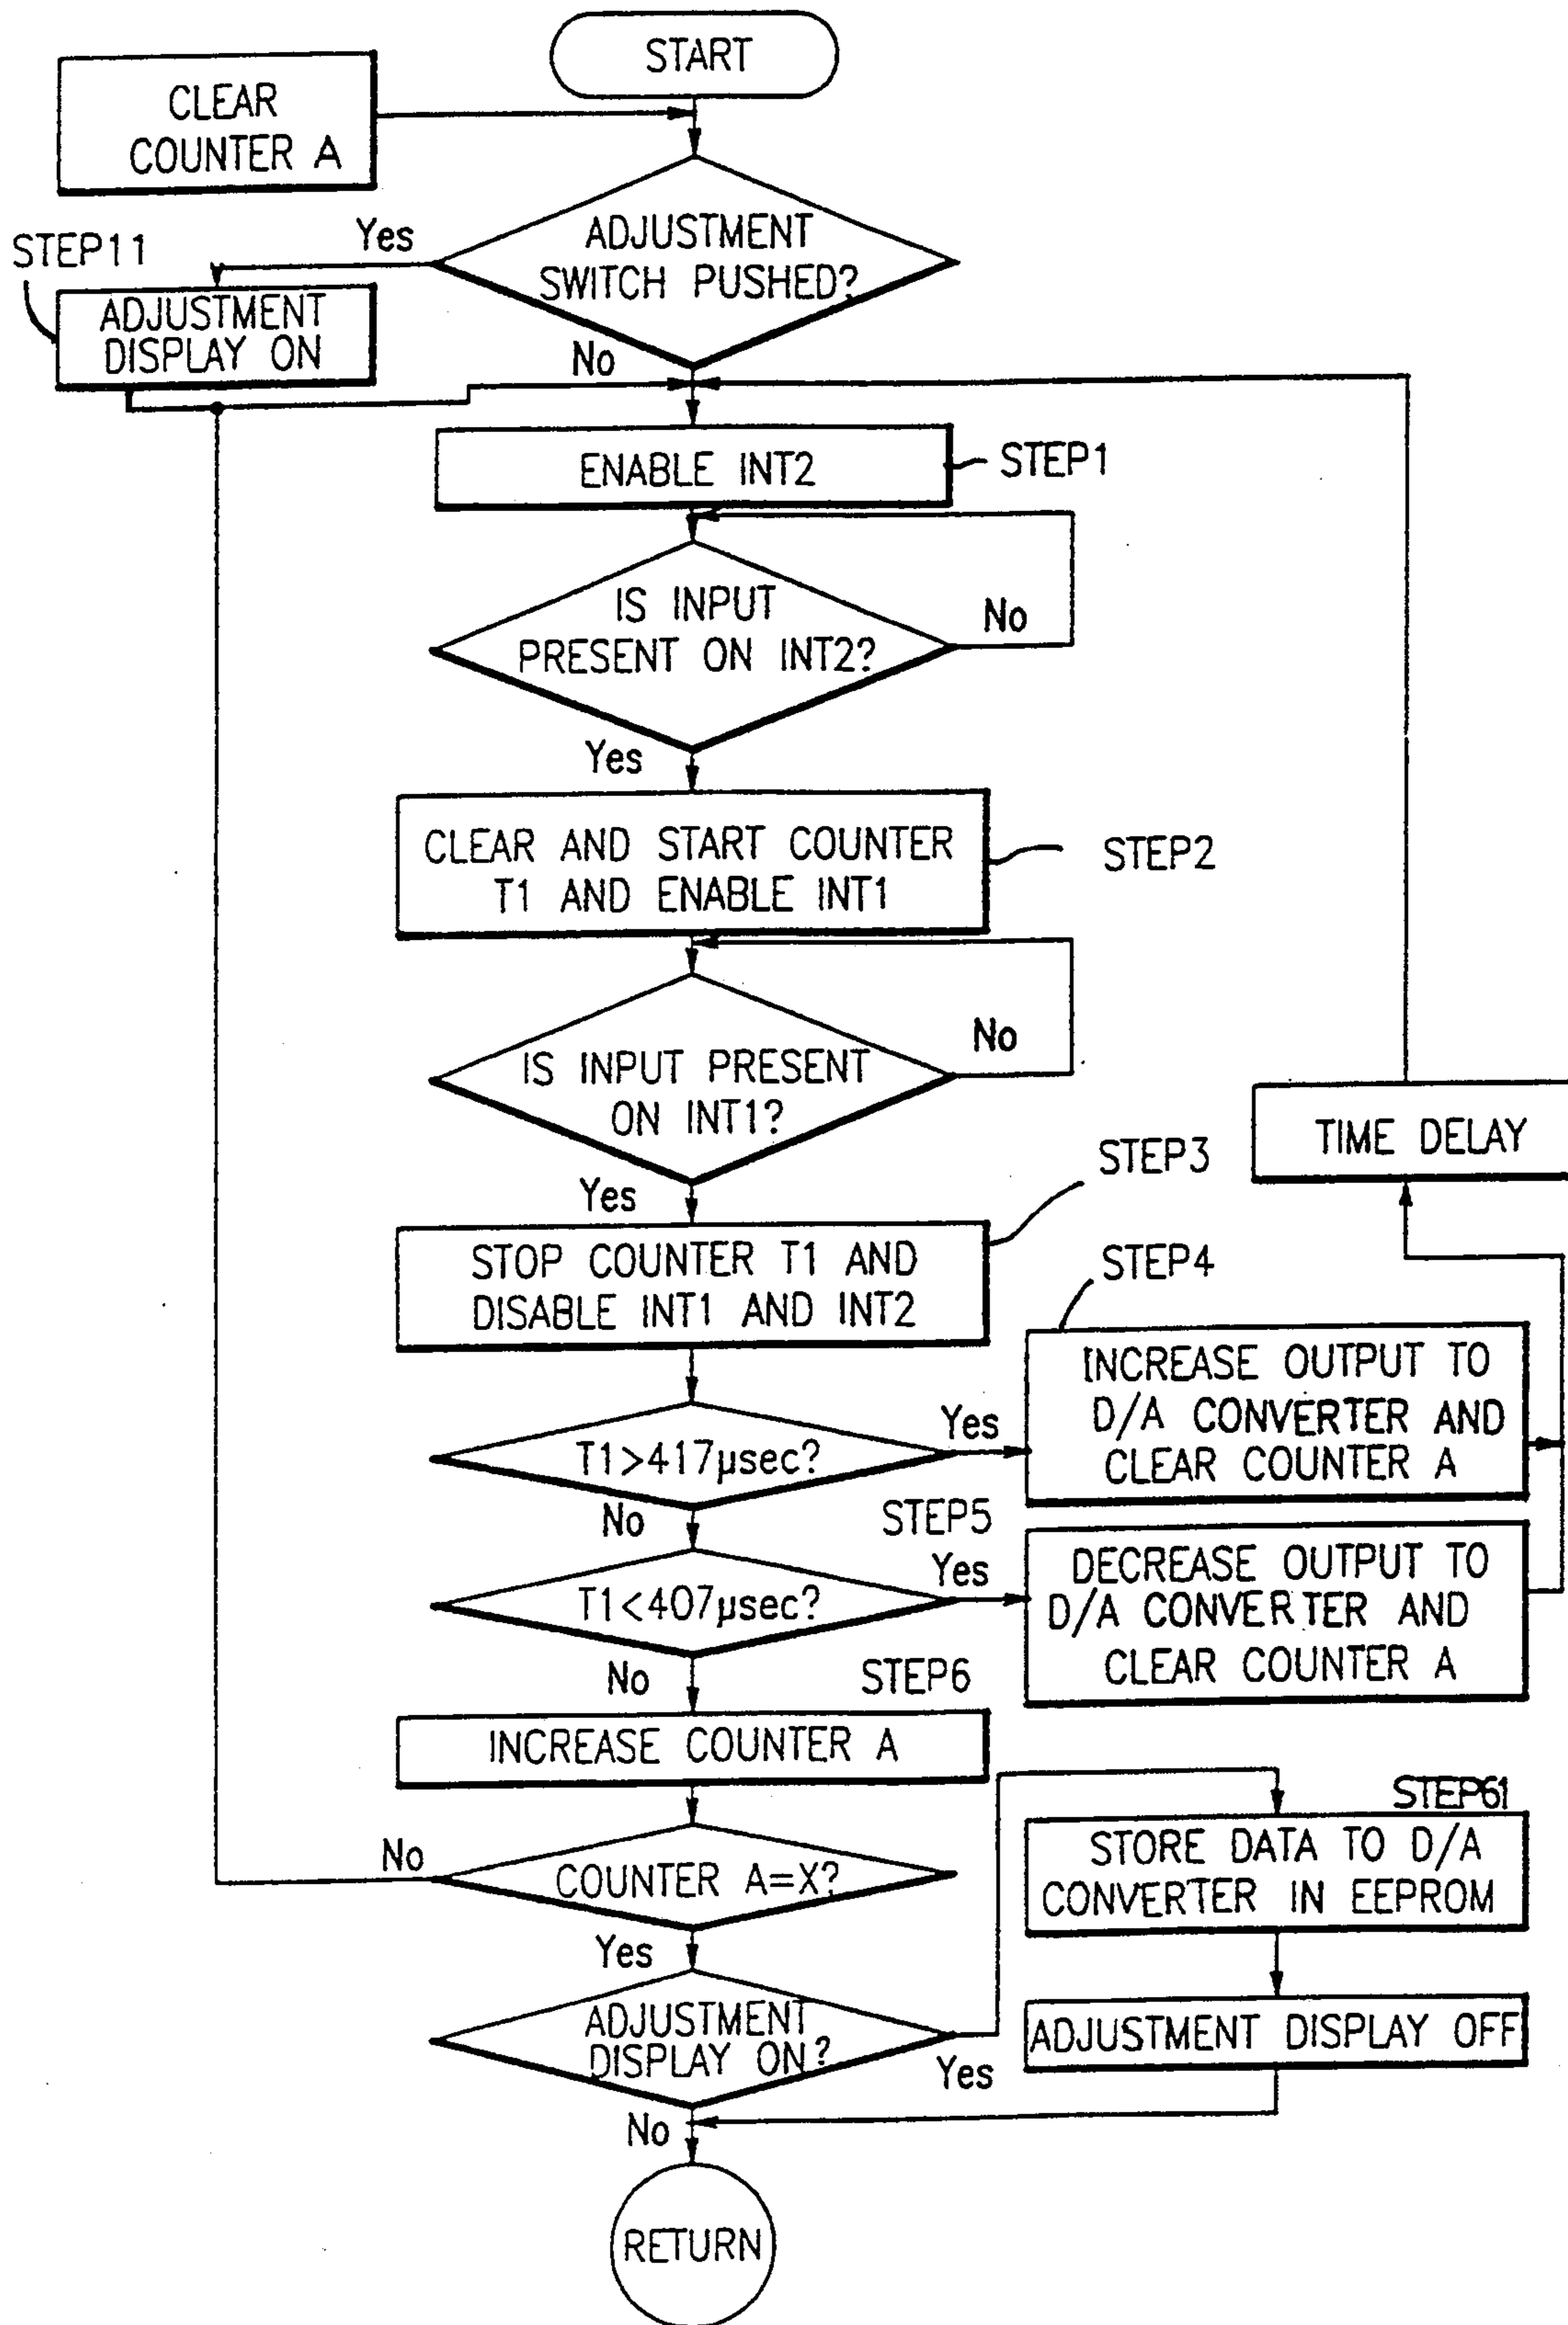 START
CLEAR
COUNTER A
ADJUSTMENT
SWITCH PUSHED?
Yes
STEP11
ADJUSTMENT
DISPLAY ON
No
ENABLE INT2
STEP1
IS INPUT
PRESENT ON INT2?
No
Yes
CLEAR AND START COUNTER
T1 AND ENABLE INT1
STEP2
IS INPUT PRESENT
ON INT1?
No
TIME DELAY
Yes
STEP3
STOP COUNTER T1 AND
DISABLE INT1 AND INT2
STEP4
T1>417µsec?
Yes
INCREASE OUTPUT TO
D/A CONVERTER AND
CLEAR COUNTER A
No
STEP5
T1<407µsec?
Yes
DECREASE OUTPUT TO
D/A CONVERTER AND
CLEAR COUNTER A
No
STEP6
INCREASE COUNTER A
COUNTER A=X?
No
STEP61
STORE DATA TO D/A
CONVERTER IN EEPROM
Yes
ADJUSTMENT
DISPLAY ON?
Yes
ADJUSTMENT DISPLAY OFF
No
RETURN